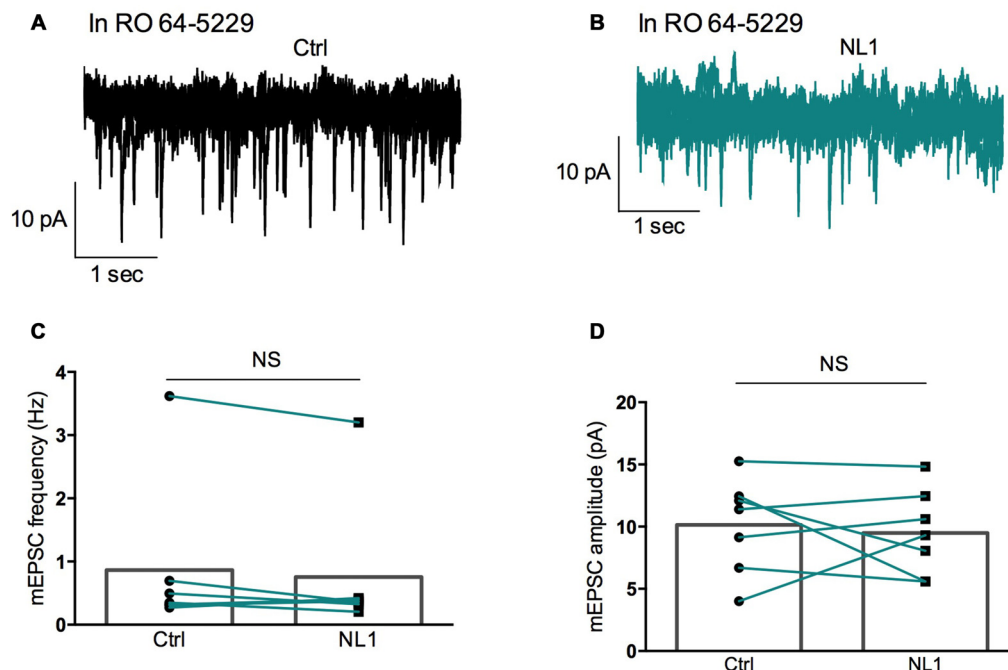 A In RO 64-5229
Ctrl
10 pA
1 sec
B In RO 64-5229
NL1
10 pA
1 sec
C
NS
mEPSC frequency (Hz)
4
3
2
1
0
Ctrl NL1
D
NS
mEPSC amplitude (pA)
20
15
10
5
0
Ctrl NL1